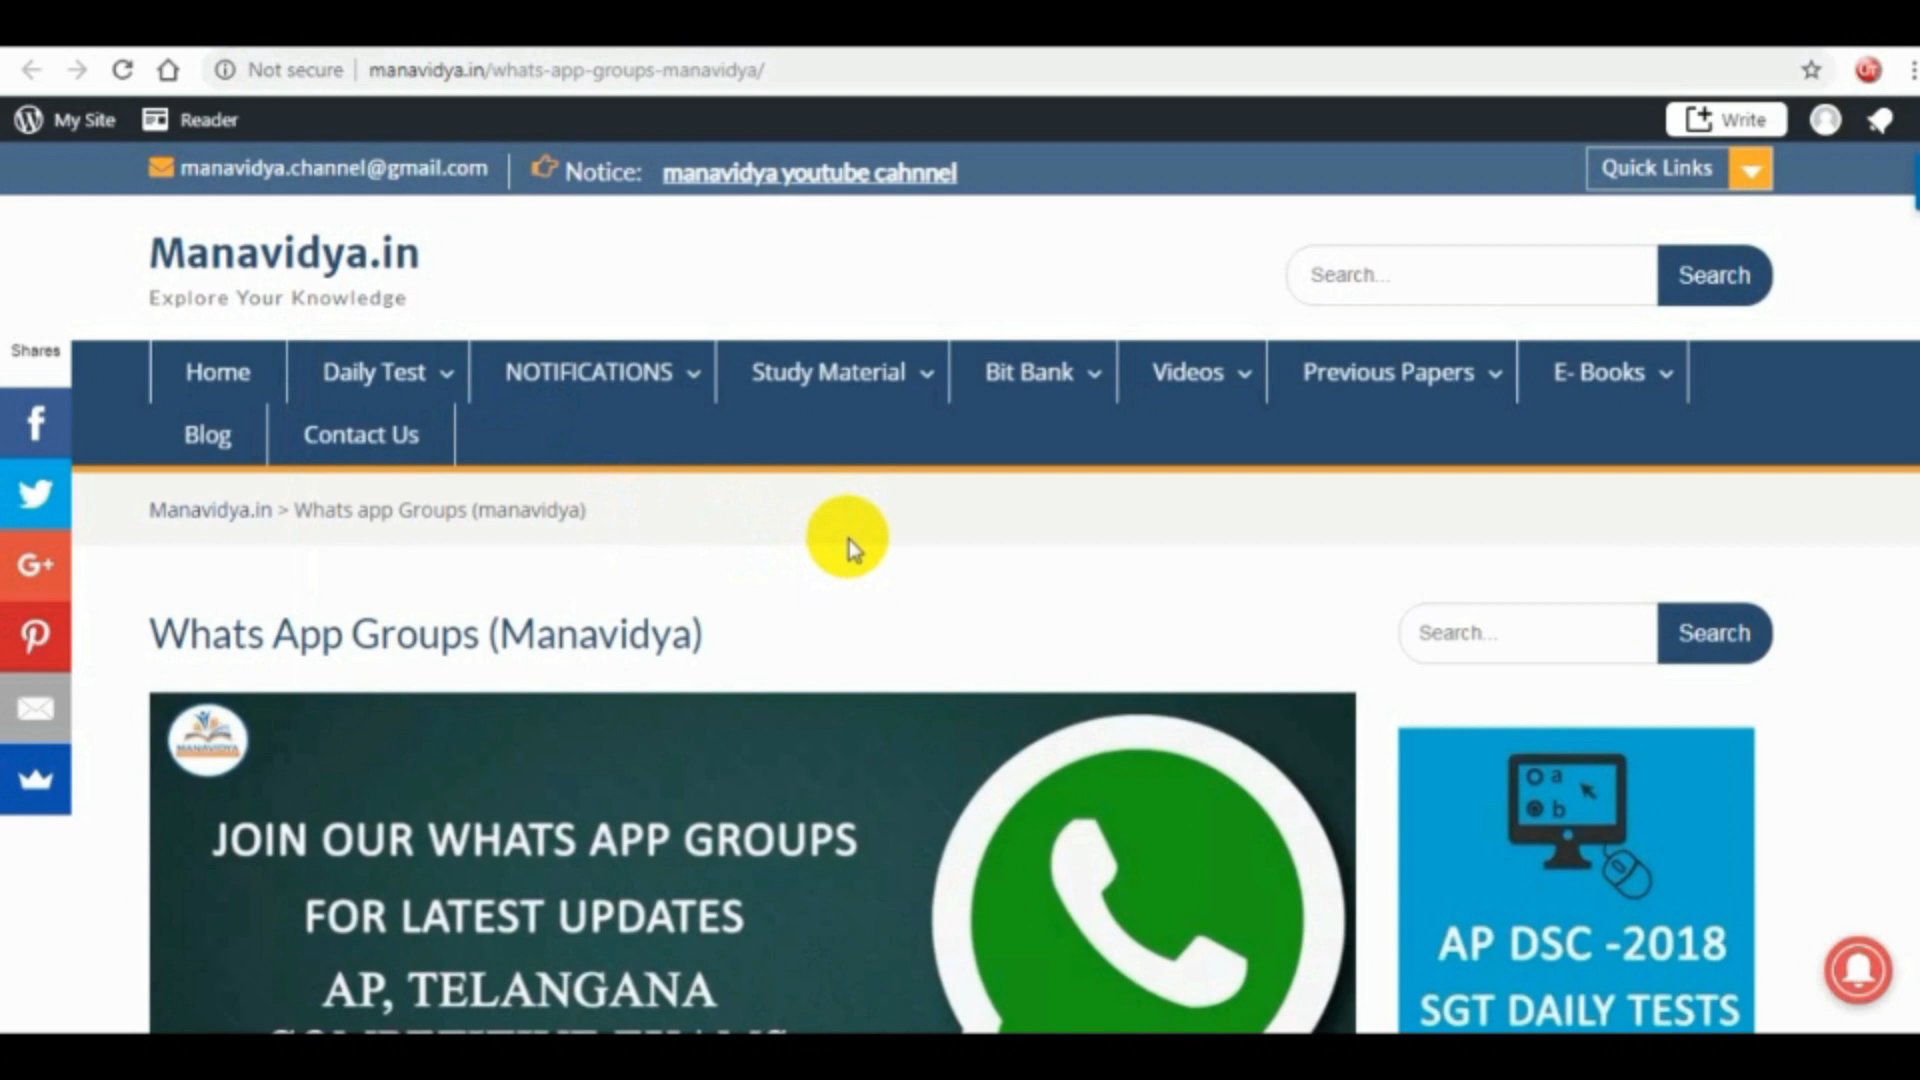 Not secure manavidya.in/whats-app-groups-manavidya/
My Site Reader Write
manavidya.channel@gmail.com Notice: manavidya youtube cahnnel Quick Links
Manavidya.in
Explore Your Knowledge
Search... Search
Shares
Home Daily Test NOTIFICATIONS Study Material Bit Bank Videos Previous Papers E- Books
Blog Contact Us
Manavidya.in > Whats app Groups (manavidya)
Whats App Groups (Manavidya)
Search... Search
MANAVIDYA
JOIN OUR WHATS APP GROUPS
FOR LATEST UPDATES
AP, TELANGANA
a
b
AP DSC -2018
SGT DAILY TESTS